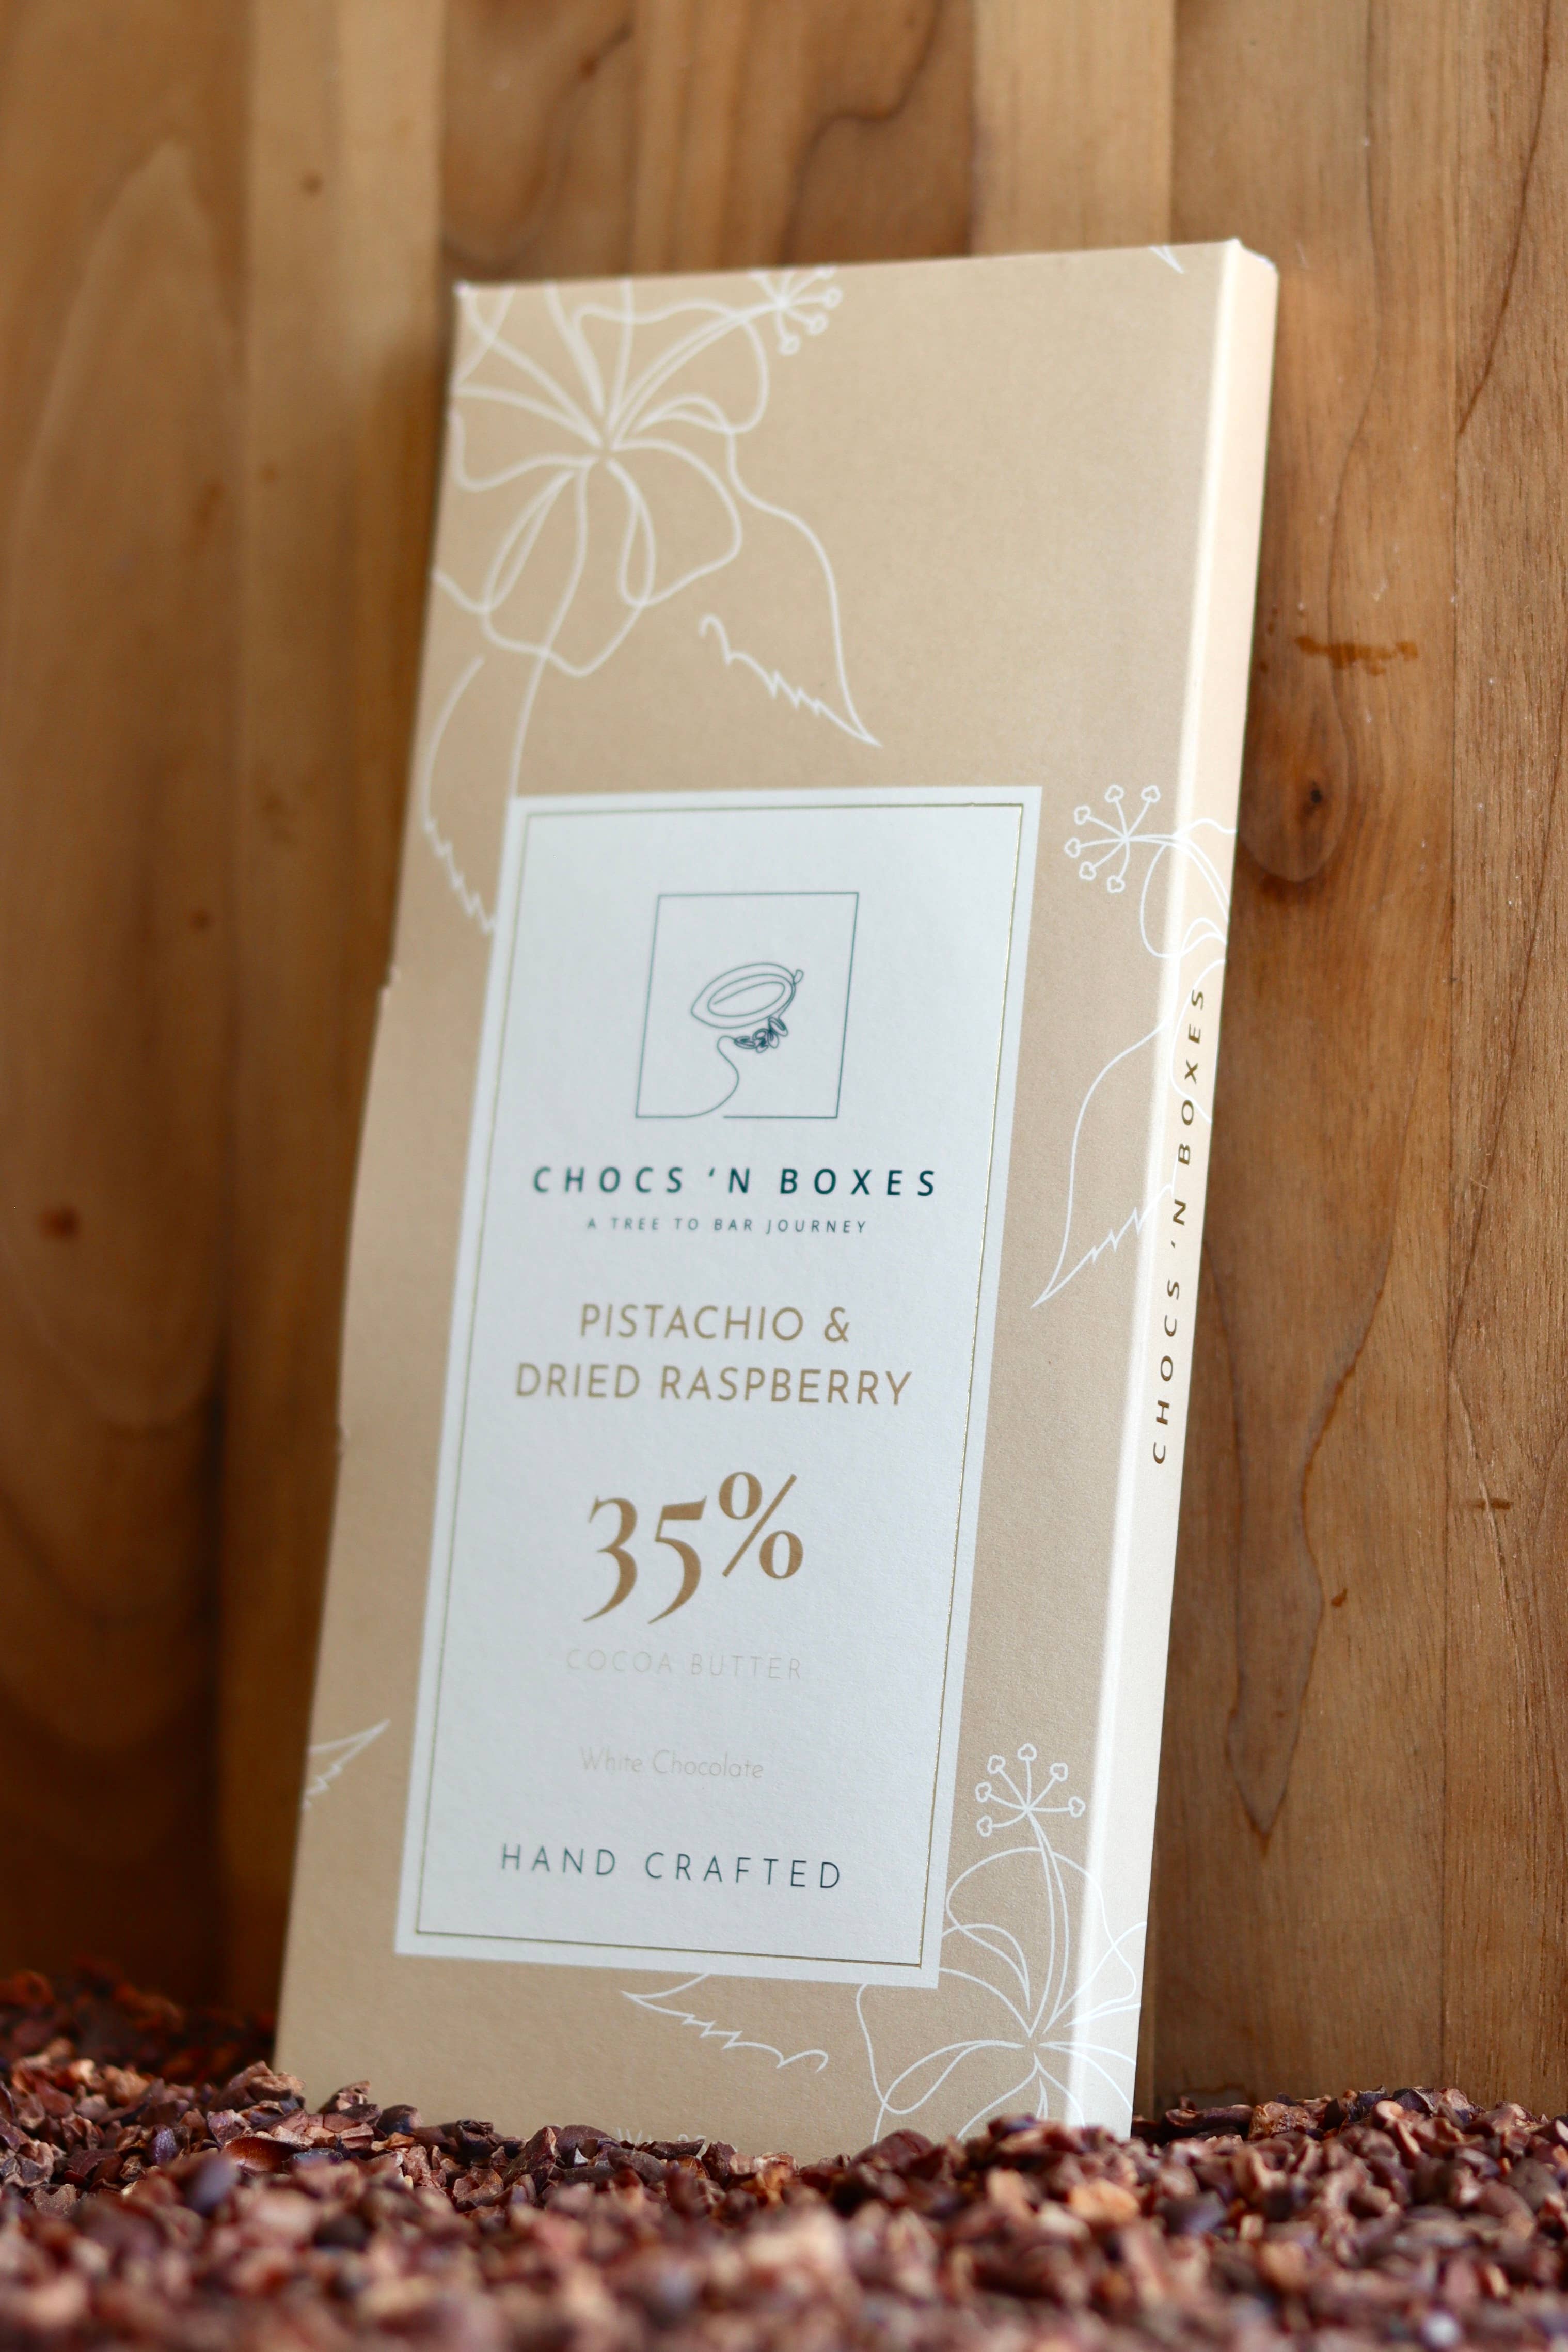 CHOCS 'N BOXES
A TREE TO BAR JOURNEY
PISTACHIO &
DRIED RASPBERRY
35%
COCOA BUTTER
White Chocolate
HAND CRAFTED
CHOCS 'N BOXES